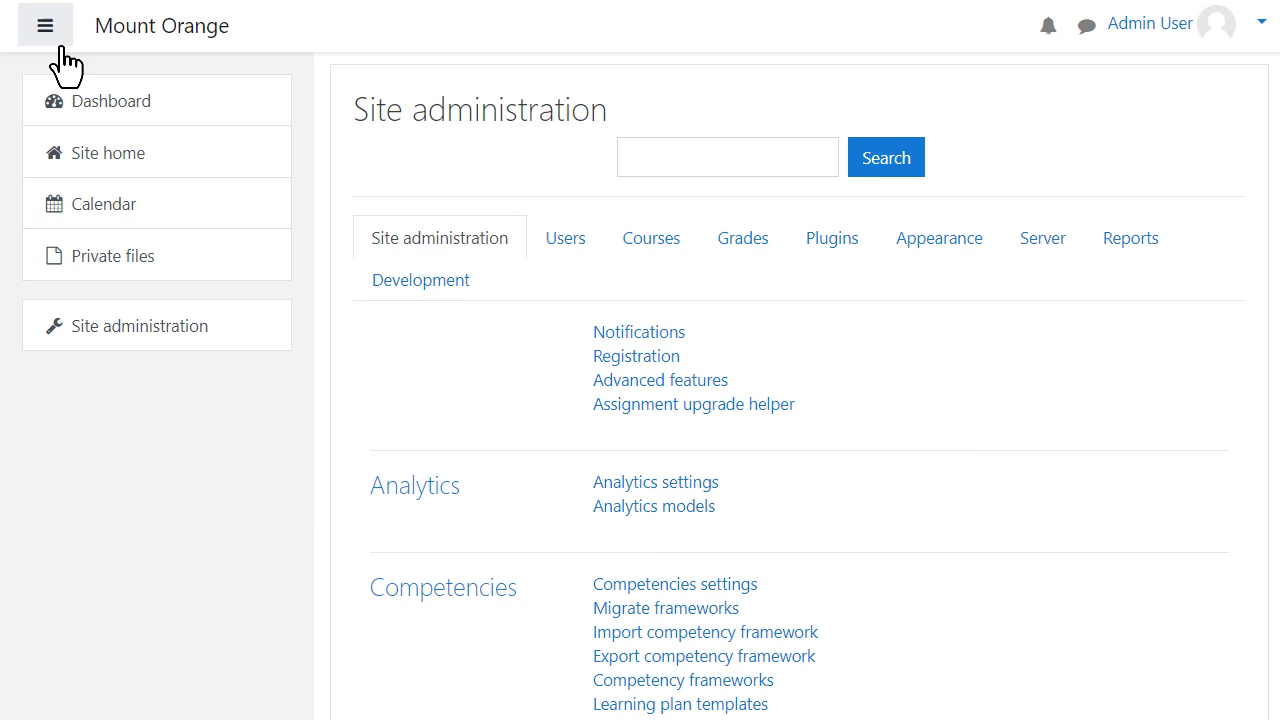 Mount Orange
Admin User
Dashboard
Site home
Calendar
Private files
Site administration
Site administration
Search
Site administration Users Courses Grades Plugins Appearance Server Reports
Development
Notifications
Registration
Advanced features
Assignment upgrade helper
Analytics
Analytics settings
Analytics models
Competencies
Competencies settings
Migrate frameworks
Import competency framework
Export competency framework
Competency frameworks
Learning plan templates